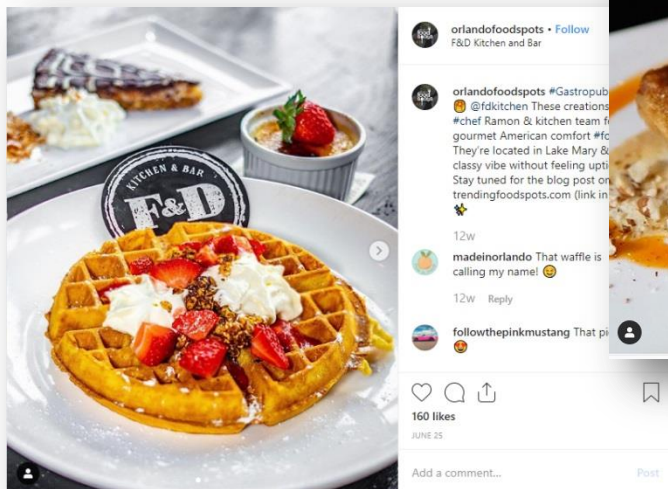 KITCHEN & BAR
F&D
orlandofoodspots • Follow
F&D Kitchen and Bar
orlandofoodspots #Gastropub
@fdkitchen These creations
#chef Ramon & kitchen team f
gourmet American comfort #fo
They're located in Lake Mary &
classy vibe without feeling upti
Stay tuned for the blog post on
trendingfoodspots.com (link in
12w
madeinorlando That waffle is
calling my name! 😉
12w Reply
followthepinkmustang That pi
😍
160 likes
JUNE 25
Add a comment... Post